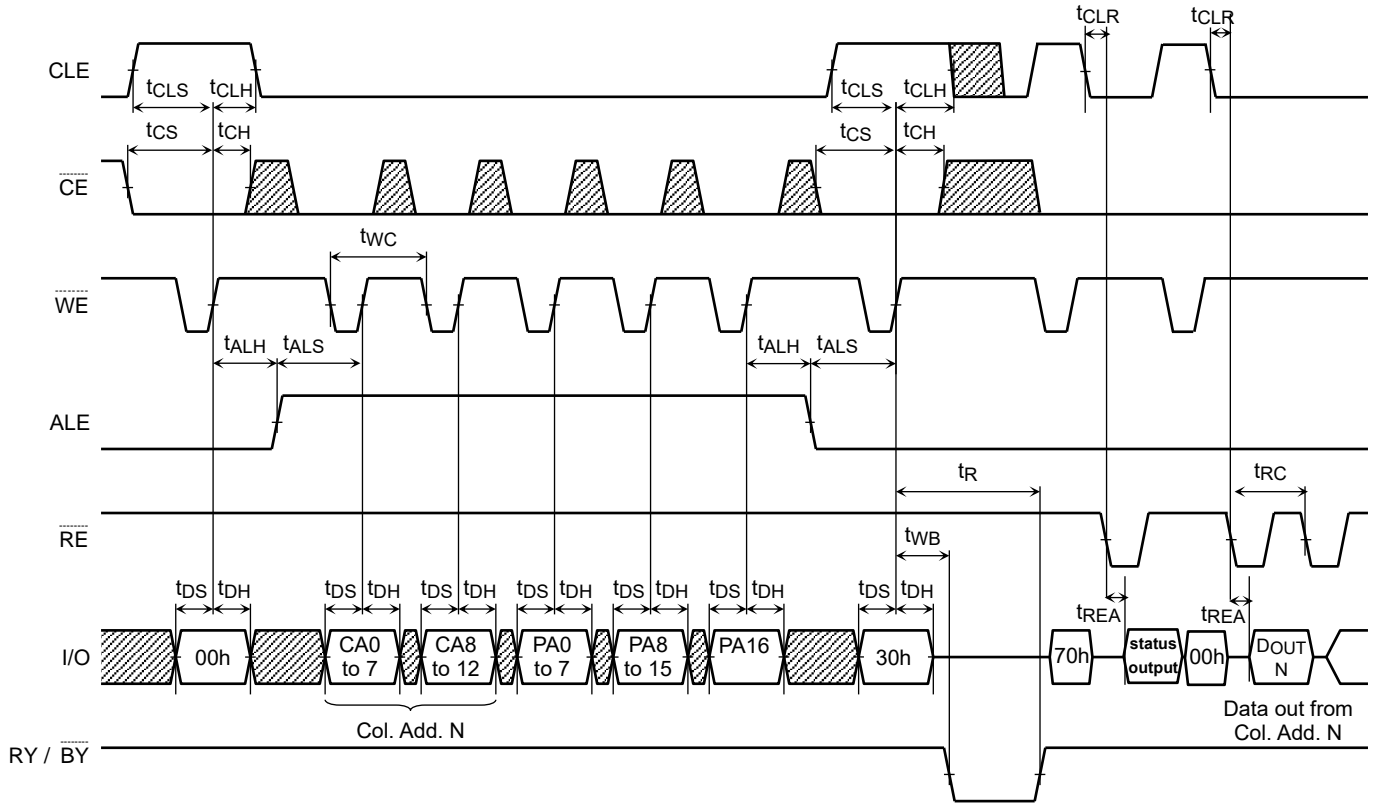 tCLR tCLR
CLE
tCLS tCLH tCLS tCLH
tCS tCH tCS tCH
CE
tWC
WE
tALH tALS tALH tALS
ALE
tR tRC
RE
tWB
tDS tDH tDS tDH tDS tDH tDS tDH tDS tDH tDS tDH tDS tDH
tREA tREA
I/O
00h
CA0
to 7
CA8
to 12
PA0
to 7
PA8
to 15
PA16
30h
70h
status
output
00h
DOUT
N
Col. Add. N
Data out from
Col. Add. N
RY / BY